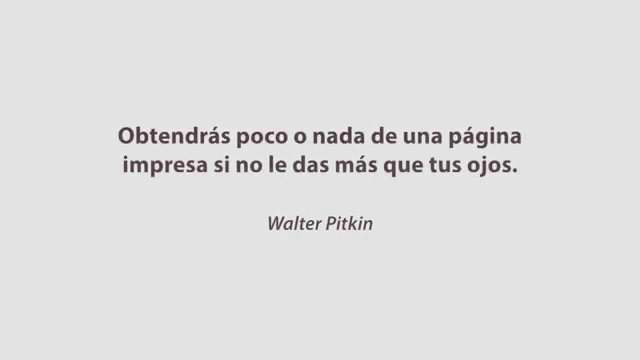 Obtendrás poco o nada de una página
impresa si no le das más que tus ojos.
Walter Pitkin